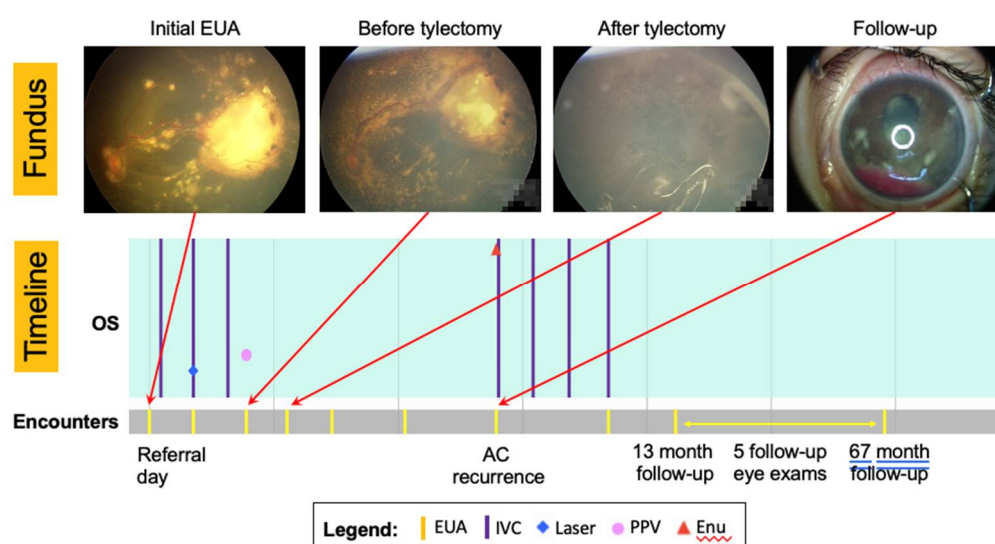 Initial EUA
Before tylectomy
After tylectomy
Follow-up
Fundus
Timeline
OS
Encounters
Referral
day
AC
recurrence
13 month
follow-up
5 follow-up
eye exams
67 month
follow-up
Legend: EUA IVC Laser PPV Enu